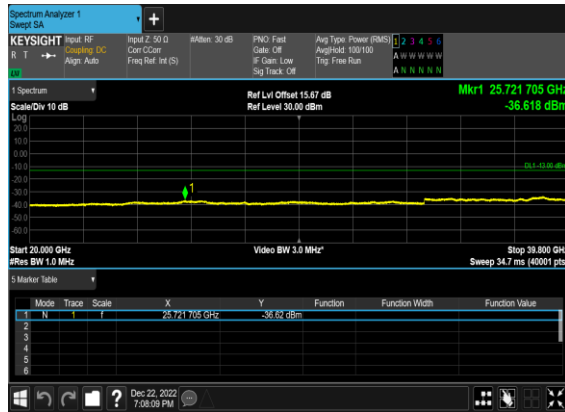 Spectrum Analyzer 1
Swept SA
+
KEYSIGHT Input: RF Input Z: 50 Ω #Atten: 30 dB PNO: Fast Avg Type: Power (RMS) 1 2 3 4 5 6
R T Coupling: DC Corr CCorr Gate: Off Avg|Hold: 100/100 A W W W W W
Align: Auto Freq Ref: Int (S) IF Gain: Low Trig: Free Run
LV Sig Track: Off A N N N N N
1 Spectrum Ref Lvl Offset 15.67 dB Mkr1 25.721 705 GHz
Scale/Div 10 dB Ref Level 30.00 dBm -36.618 dBm
Log
20.0
10.0
0.00
-10.0 DL1 -13.00 dBm
-20.0
-30.0 1
-40.0
-50.0
-60.0
Start 20.000 GHz Video BW 3.0 MHz* Stop 39.800 GHz
#Res BW 1.0 MHz Sweep 34.7 ms (40001 pts)
5 Marker Table
Mode Trace Scale X Y Function Function Width Function Value
1 N 1 f 25.721 705 GHz -36.62 dBm
2
3
4
5
6
? Dec 22, 2022
7:08:09 PM